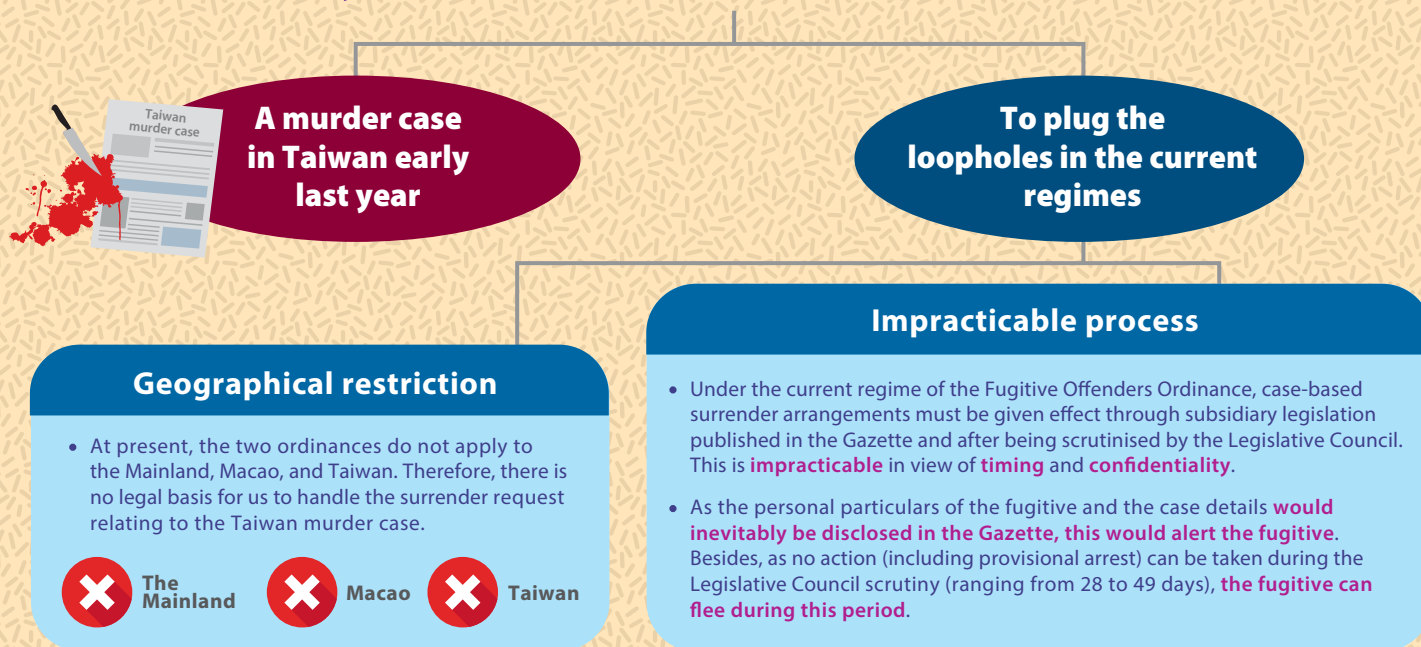 Taiwan
murder case
A murder case
in Taiwan early
last year
To plug the
loopholes in the current
regimes
Geographical restriction
• At present, the two ordinances do not apply to
the Mainland, Macao, and Taiwan. Therefore, there is
no legal basis for us to handle the surrender request
relating to the Taiwan murder case.
The
Mainland
Macao
Taiwan
Impracticable process
• Under the current regime of the Fugitive Offenders Ordinance, case-based
surrender arrangements must be given effect through subsidiary legislation
published in the Gazette and after being scrutinised by the Legislative Council.
This is impracticable in view of timing and confidentiality.
• As the personal particulars of the fugitive and the case details would
inevitably be disclosed in the Gazette, this would alert the fugitive.
Besides, as no action (including provisional arrest) can be taken during the
Legislative Council scrutiny (ranging from 28 to 49 days), the fugitive can
flee during this period.